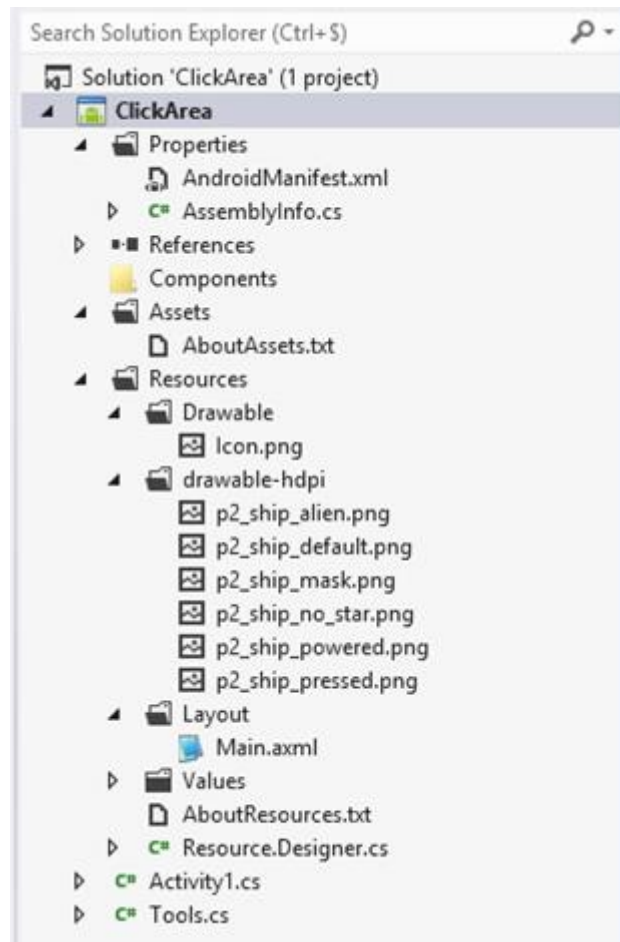 Search Solution Explorer (Ctrl+$)
Solution 'ClickArea' (1 project)
ClickArea
Properties
AndroidManifest.xml
C# AssemblyInfo.cs
References
Components
Assets
AboutAssets.txt
Resources
Drawable
Icon.png
drawable-hdpi
p2_ship_alien.png
p2_ship_default.png
p2_ship_mask.png
p2_ship_no_star.png
p2_ship_powered.png
p2_ship_pressed.png
Layout
Main.axml
Values
AboutResources.txt
C# Resource.Designer.cs
C# Activity1.cs
C# Tools.cs